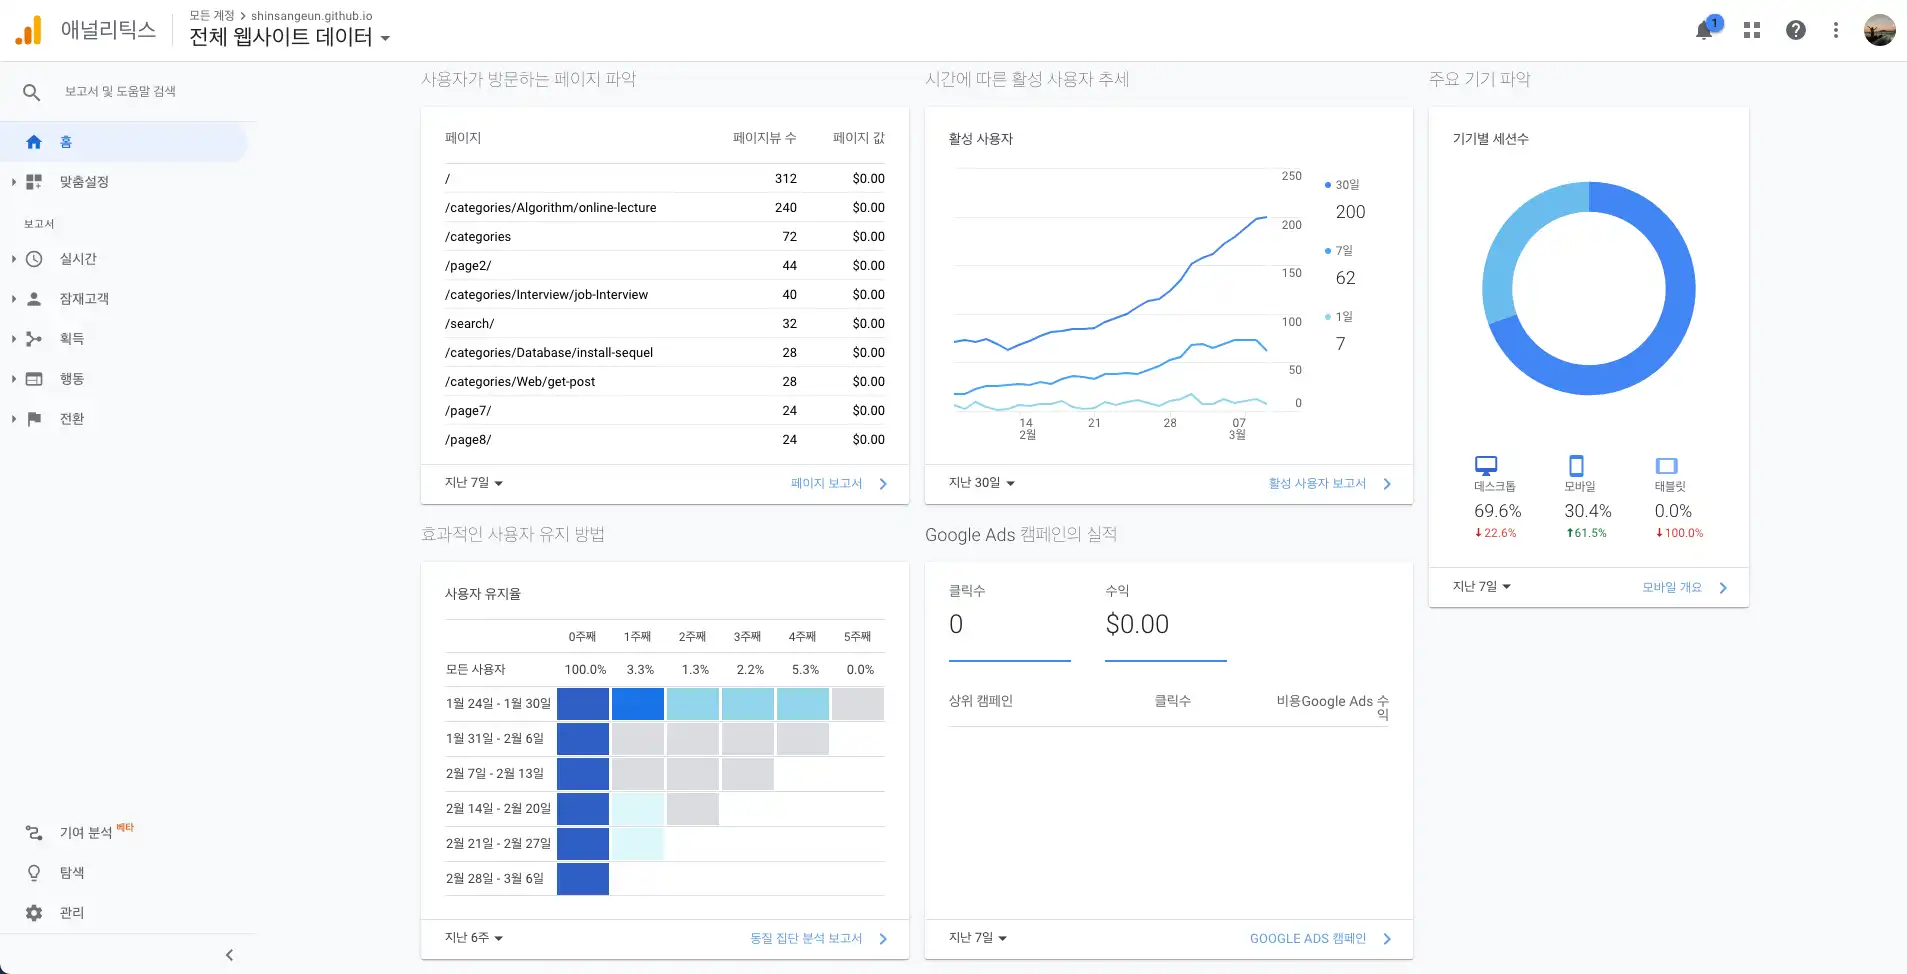 애널리틱스
모든 계정 > shinsangeun.github.io
전체 웹사이트 데이터
1
보고서 및 도움말 검색
홈
맞춤설정
보고서
실시간
잠재고객
획득
행동
전환
기여 분석 베타
탐색
관리
사용자가 방문하는 페이지 파악
페이지 페이지뷰 수 페이지 값
/ 312 $0.00
/categories/Algorithm/online-lecture 240 $0.00
/categories 72 $0.00
/page2/ 44 $0.00
/categories/Interview/job-Interview 40 $0.00
/search/ 32 $0.00
/categories/Database/install-sequel 28 $0.00
/categories/Web/get-post 28 $0.00
/page7/ 24 $0.00
/page8/ 24 $0.00
지난 7일 페이지 보고서
시간에 따른 활성 사용자 추세
활성 사용자
250
200
150
100
50
0
14 21 28 07
2월 3월
30일
200
7일
62
1일
7
지난 30일 활성 사용자 보고서
주요 기기 파악
기기별 세션수
데스크톱 모바일 태블릿
69.6% 30.4% 0.0%
22.6% 61.5% 100.0%
지난 7일 모바일 개요
효과적인 사용자 유지 방법
사용자 유지율
0주째 1주째 2주째 3주째 4주째 5주째
모든 사용자 100.0% 3.3% 1.3% 2.2% 5.3% 0.0%
1월 24일 - 1월 30일
1월 31일 - 2월 6일
2월 7일 - 2월 13일
2월 14일 - 2월 20일
2월 21일 - 2월 27일
2월 28일 - 3월 6일
지난 6주 동질 집단 분석 보고서
Google Ads 캠페인의 실적
클릭수 수익
0 $0.00
상위 캠페인 클릭수 비용Google Ads 수
익
지난 7일 GOOGLE ADS 캠페인